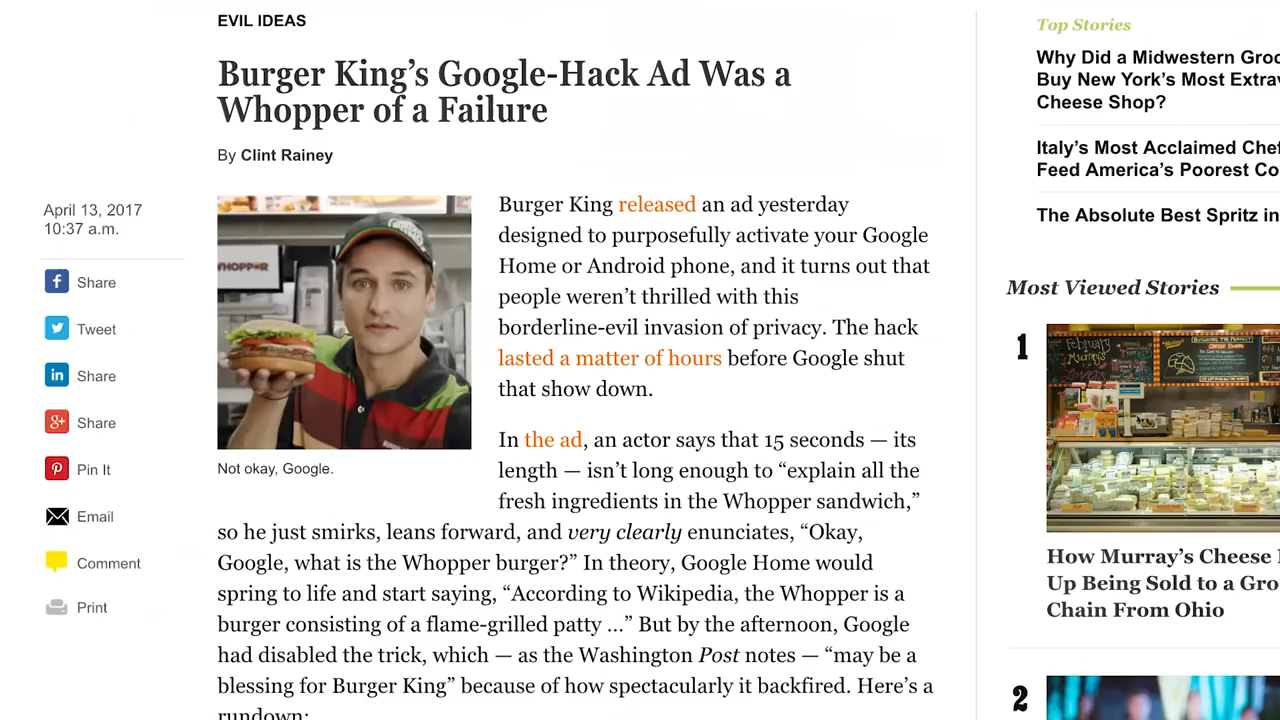 EVIL IDEAS
Burger King’s Google-Hack Ad Was a
Whopper of a Failure
By Clint Rainey
April 13, 2017
10:37 a.m.
Share
Tweet
Share
Share
Pin It
Email
Comment
Print
WHOPPER
Not okay, Google.
Burger King released an ad yesterday
designed to purposefully activate your Google
Home or Android phone, and it turns out that
people weren’t thrilled with this
borderline-evil invasion of privacy. The hack
lasted a matter of hours before Google shut
that show down.
In the ad, an actor says that 15 seconds — its
length — isn’t long enough to “explain all the
fresh ingredients in the Whopper sandwich,”
so he just smirks, leans forward, and very clearly enunciates, “Okay,
Google, what is the Whopper burger?” In theory, Google Home would
spring to life and start saying, “According to Wikipedia, the Whopper is a
burger consisting of a flame-grilled patty ...” But by the afternoon, Google
had disabled the trick, which — as the Washington Post notes — “may be a
blessing for Burger King” because of how spectacularly it backfired. Here’s a
rundown:
Top Stories
Why Did a Midwestern Groc
Buy New York’s Most Extrav
Cheese Shop?
Italy’s Most Acclaimed Chef
Feed America’s Poorest Co
The Absolute Best Spritz in
Most Viewed Stories
1
February
Murray's
How Murray’s Cheese
Up Being Sold to a Gro
Chain From Ohio
2